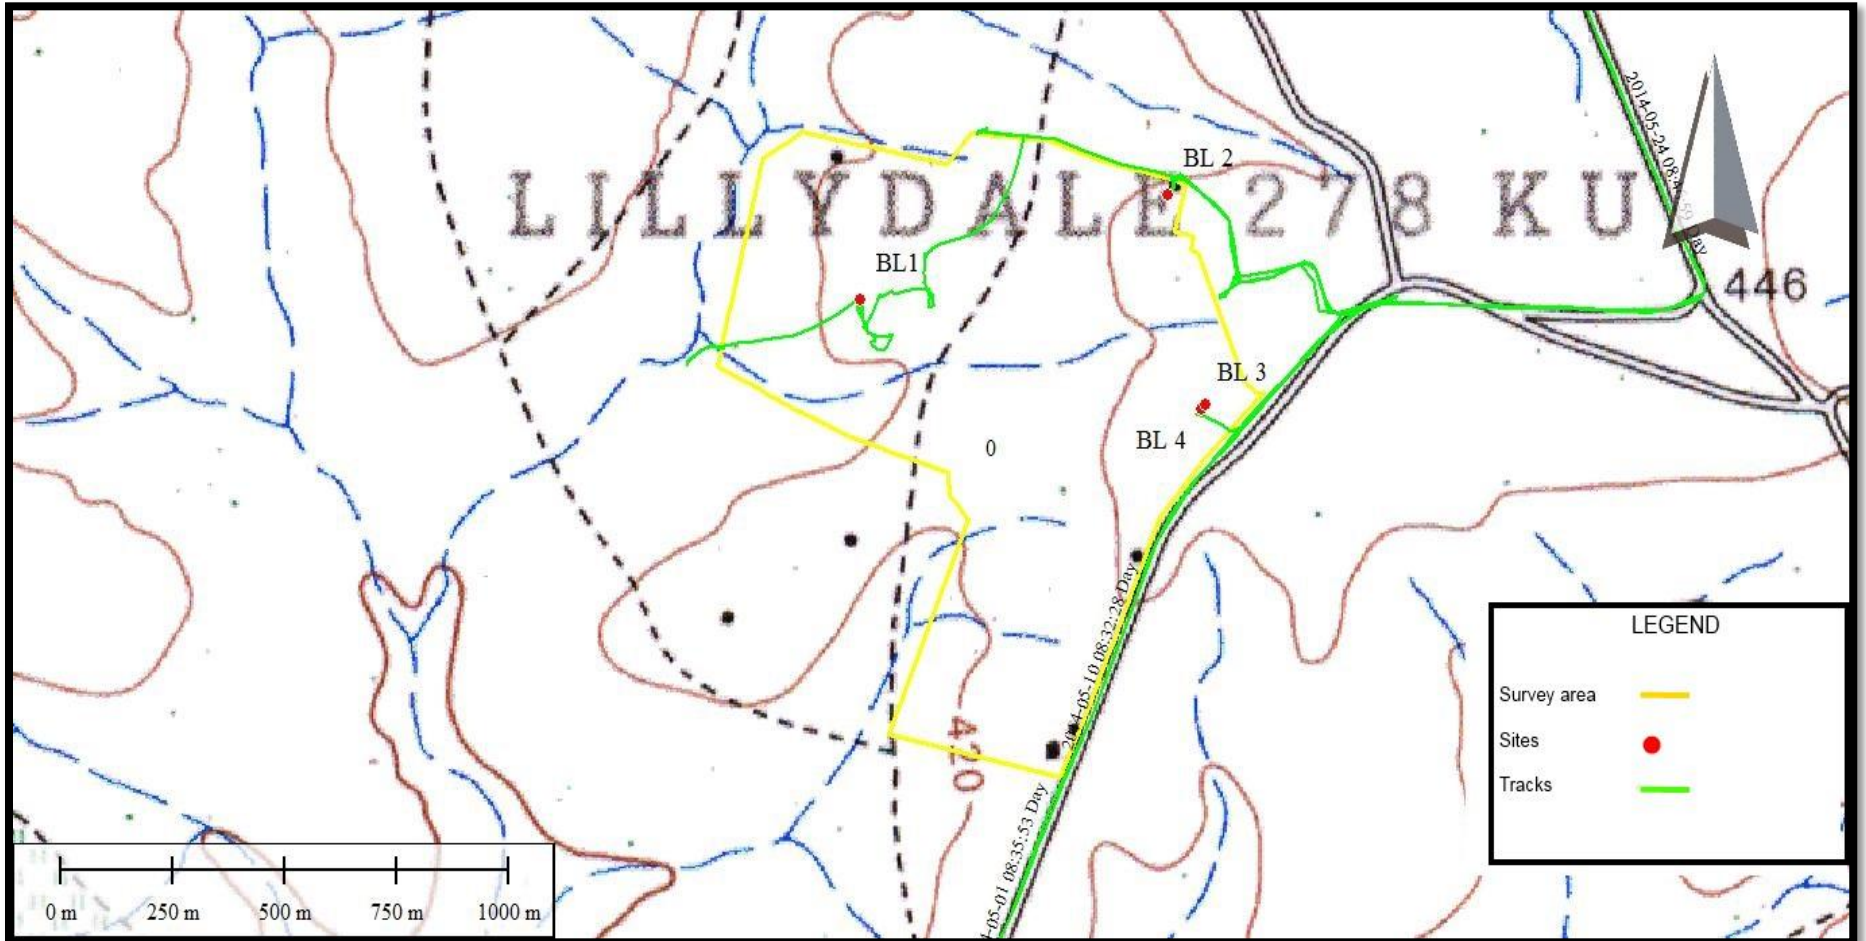 BL 2
LILLYDALE 278 KU
2014-05-24 08:4
Day
BL1
446
BL 3
BL 4
0
2014-05-10 08:32:28 Day
420
-05-01 08:35:53 Day
LEGEND
Survey area
Sites
Tracks
0 m 250 m 500 m 750 m 1000 m